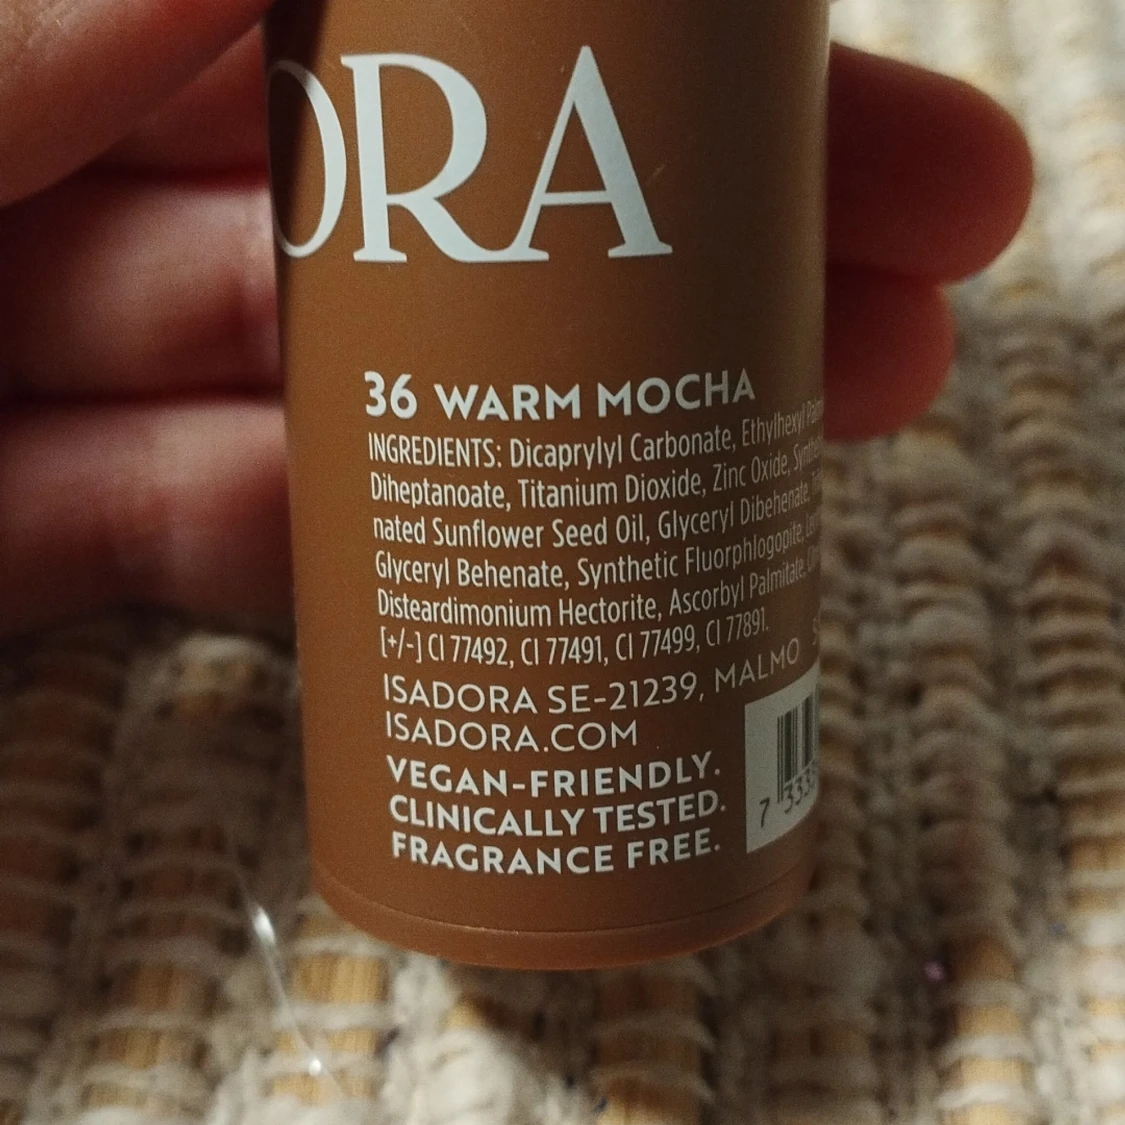 ORA
36 WARM MOCHA
INGREDIENTS: Dicaprylyl Carbonate, Ethylhexyl
Diheptanoate, Titanium Dioxide, Zinc Oxide,
nated Sunflower Seed Oil, Glyceryl Dibehenate,
Glyceryl Behenate, Synthetic Fluorphlogopite,
Disteardimonium Hectorite, Ascorbyl Palmitate,
[+/-] CI 77492, CI 77491, CI 77499, CI 77891.
ISADORA SE-21239, MALMO
ISADORA.COM
VEGAN-FRIENDLY.
CLINICALLY TESTED.
FRAGRANCE FREE.
7 333